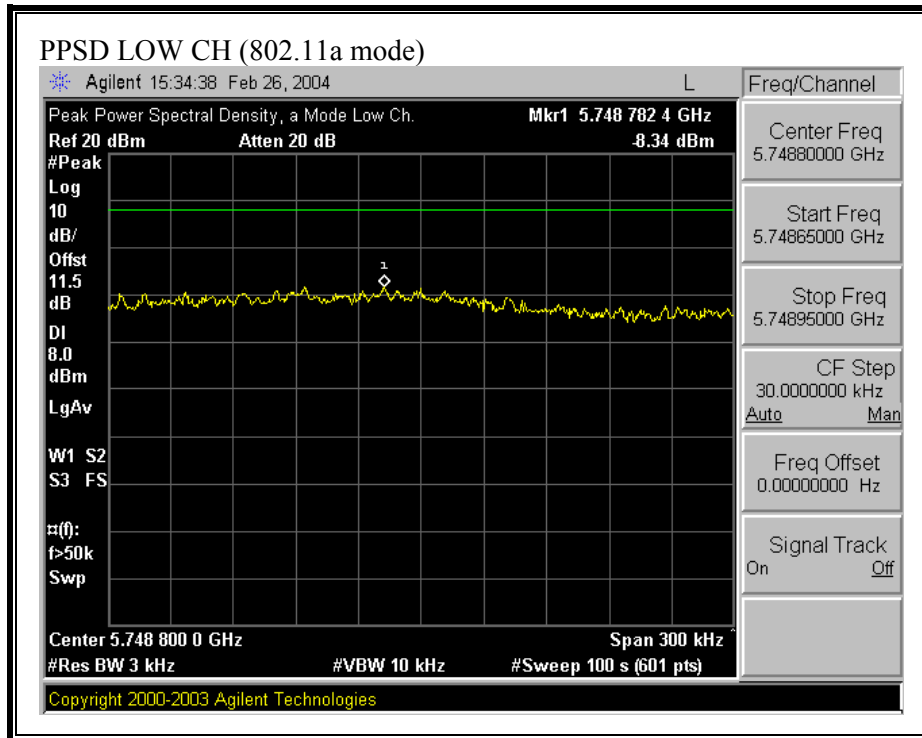 PPSD LOW CH (802.11a mode)
Agilent 15:34:38 Feb 26, 2004 L
Peak Power Spectral Density, a Mode Low Ch. Mkr1 5.748 782 4 GHz
Ref 20 dBm Atten 20 dB -8.34 dBm
#Peak
Log
10
dB/
Offst
11.5
dB
DI
8.0
dBm
LgAv
W1 S2
S3 FS
¤(f):
f>50k
Swp
1
Center 5.748 800 0 GHz Span 300 kHz ^
#Res BW 3 kHz #VBW 10 kHz #Sweep 100 s (601 pts)
Copyright 2000-2003 Agilent Technologies
Freq/Channel
Center Freq
5.74880000 GHz
Start Freq
5.74865000 GHz
Stop Freq
5.74895000 GHz
CF Step
30.0000000 kHz
Auto Man
Freq Offset
0.00000000 Hz
Signal Track
On Off